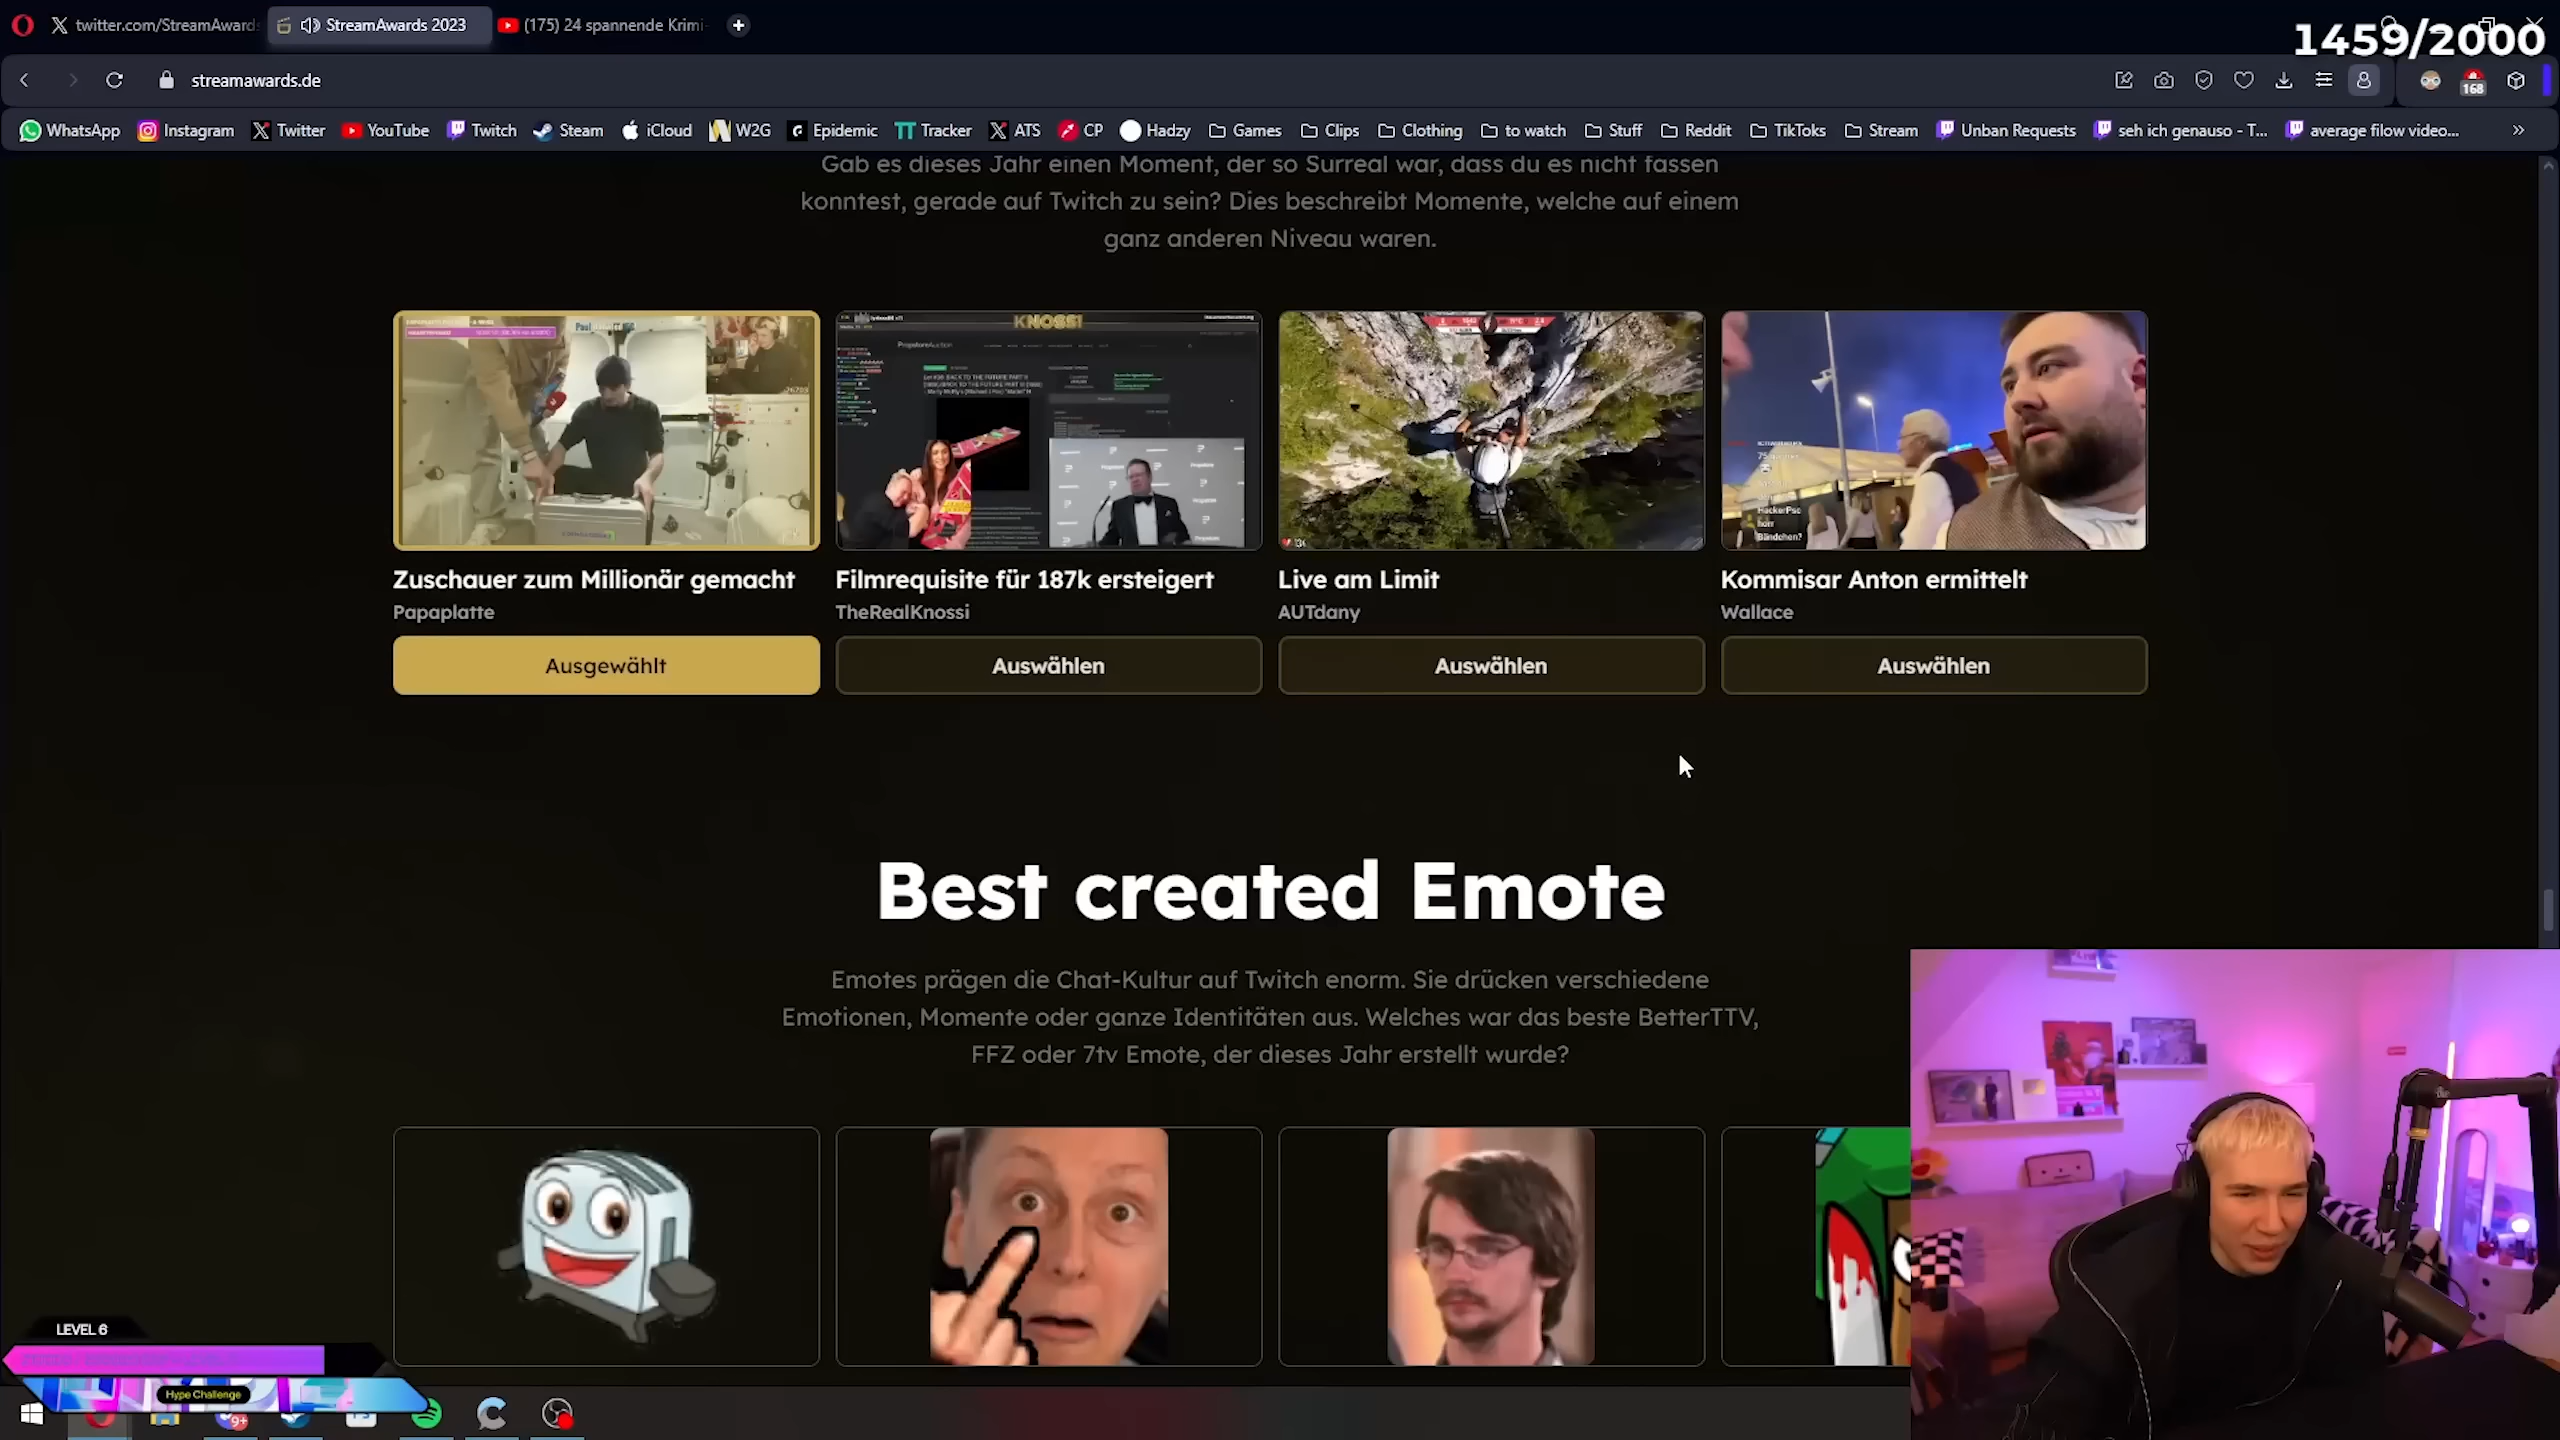 twitter.com/StreamAwards
StreamAwards 2023
(175) 24 spannende Krimi-
1459/2000
streamawards.de
168
WhatsApp Instagram Twitter YouTube Twitch Steam iCloud W2G Epidemic Tracker ATS CP Hadzy Games Clips Clothing to watch Stuff Reddit TikToks Stream Unban Requests seh ich genauso - T... average filow video... »
Gab es dieses Jahr einen Moment, der so Surreal war, dass du es nicht fassen
konntest, gerade auf Twitch zu sein? Dies beschreibt Momente, welche auf einem
ganz anderen Niveau waren.
KNOSSI
PropstoreAuction
HackerPsc
horr
Bändchen?
Zuschauer zum Millionär gemacht
Papaplatte
Ausgewählt
Filmrequisite für 187k ersteigert
TheRealKnossi
Auswählen
Live am Limit
AUTdany
Auswählen
Kommisar Anton ermittelt
Wallace
Auswählen
Best created Emote
Emotes prägen die Chat-Kultur auf Twitch enorm. Sie drücken verschiedene
Emotionen, Momente oder ganze Identitäten aus. Welches war das beste BetterTTV,
FFZ oder 7tv Emote, der dieses Jahr erstellt wurde?
LEVEL 6
Hype Challenge
9+